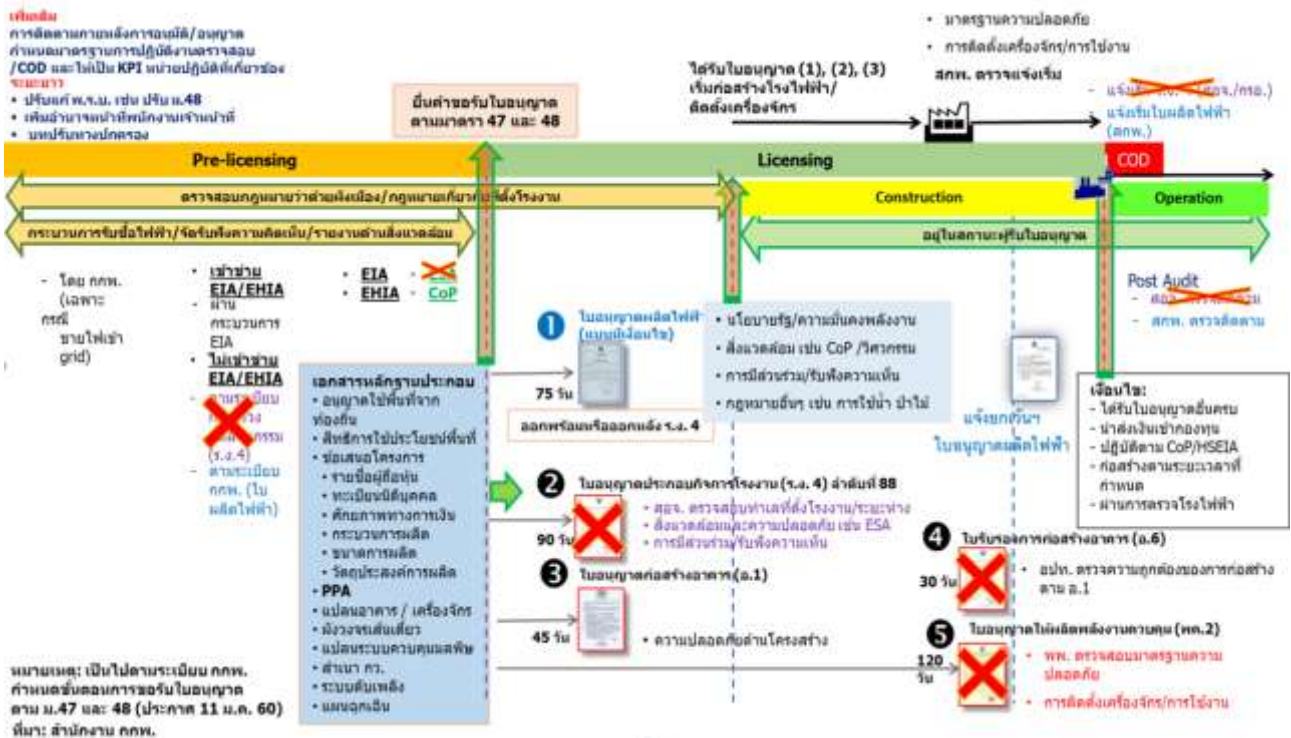 เพิ่มเติม
การติดตามภายหลังการอนุมัติ/อนุญาต
กำหนดมาตรฐานการปฏิบัติงานตรวจสอบ
/COD และให้เป็น KPI หน่วยปฏิบัติที่เกี่ยวข้อง
ระยะยาว
• ปรับแก้ พ.ร.บ. เช่น ปรับ ม.48
• เพิ่มอำนาจหน้าที่พนักงานเจ้าหน้าที่
• บทปรับทางปกครอง
ยื่นคำขอรับใบอนุญาต
ตามมาตรา 47 และ 48
ได้รับใบอนุญาต (1), (2), (3)
เริ่มก่อสร้างโรงไฟฟ้า/
ติดตั้งเครื่องจักร
• มาตรฐานความปลอดภัย
• การติดตั้งเครื่องจักร/การใช้งาน
สกพ. ตรวจแจ้งเริ่ม
- แจ้งเริ่ม (สอจ./กรอ.)
- แจ้งเริ่มใบผลิตไฟฟ้า
(สกพ.)
Pre-licensing
Licensing
COD
ตรวจสอบกฎหมายว่าด้วยผังเมือง/กฎหมายเกี่ยวกับที่ตั้งโรงงาน
Construction
Operation
กระบวนการรับซื้อไฟฟ้า/จัดรับฟังความคิดเห็น/รายงานด้านสิ่งแวดล้อม
อยู่ในสถานะผู้รับใบอนุญาต
- โดย กกพ.
(เฉพาะ
กรณี
ขายไฟเข้า
grid)
• เข้าข่าย
EIA/EHIA
- ผ่าน
กระบวนการ
EIA
• ไม่เข้าข่าย
EIA/EHIA
- ตามระเบียบ
(ร.ง.4)
- ตามระเบียบ
กกพ. (ใบ
ผลิตไฟฟ้า)
• EIA
• EHIA
- CoP
เอกสารหลักฐานประกอบ
• อนุญาตใช้พื้นที่จาก
ท้องถิ่น
• สิทธิการใช้ประโยชน์พื้นที่
• ข้อเสนอโครงการ
• รายชื่อผู้ถือหุ้น
• ทะเบียนนิติบุคคล
• ศักยภาพทางการเงิน
• กระบวนการผลิต
• ขนาดการผลิต
• วัตถุประสงค์การผลิต
• PPA
• แปลนอาคาร / เครื่องจักร
• ผังวงจรเส้นเดี่ยว
• แปลนระบบควบคุมมลพิษ
• สำเนา กว.
• ระบบดับเพลิง
• แผนฉุกเฉิน
1 ใบอนุญาตผลิตไฟฟ้า
(แบบมีเงื่อนไข)
75 วัน
ออกพร้อมหรือออกหลัง ร.ง. 4
• นโยบายรัฐ/ความมั่นคงพลังงาน
• สิ่งแวดล้อม เช่น CoP /วิศวกรรม
• การมีส่วนร่วม/รับฟังความเห็น
• กฎหมายอื่นๆ เช่น การใช้น้ำ ป่าไม้
2 ใบอนุญาตประกอบกิจการโรงงาน (ร.ง. 4) ลำดับที่ 88
90 วัน
• สอจ. ตรวจสอบทำเลที่ตั้งโรงงาน/ระยะห่าง
• สิ่งแวดล้อมและความปลอดภัย เช่น ESA
• การมีส่วนร่วม/รับฟังความเห็น
3 ใบอนุญาตก่อสร้างอาคาร (อ.1)
45 วัน
• ความปลอดภัยด้านโครงสร้าง
แจ้งยกเว้นฯ
ใบอนุญาตผลิตไฟฟ้า
Post Audit
- สอจ.
- สกพ. ตรวจติดตาม
เงื่อนไข:
- ได้รับใบอนุญาตอื่นครบ
- นำส่งเงินเข้ากองทุน
- ปฏิบัติตาม CoP/HSEIA
- ก่อสร้างตามระยะเวลาที่
กำหนด
- ผ่านการตรวจโรงไฟฟ้า
4 ใบรับรองการก่อสร้างอาคาร (อ.6)
30 วัน
• อปท. ตรวจความถูกต้องของการก่อสร้าง
ตาม อ.1
5 ใบอนุญาตให้ผลิตพลังงานควบคุม (พค.2)
120
วัน
• พพ. ตรวจสอบมาตรฐานความ
ปลอดภัย
• การติดตั้งเครื่องจักร/การใช้งาน
หมายเหตุ: เป็นไปตามระเบียบ กกพ.
กำหนดขั้นตอนการขอรับใบอนุญาต
ตาม ม.47 และ 48 (ประกาศ 11 ม.ค. 60)
ที่มา: สำนักงาน กกพ.